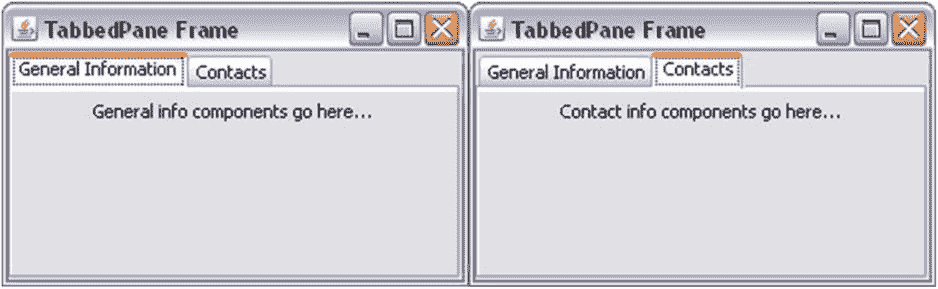 TabbedPane Frame
General Information Contacts
General info components go here...
TabbedPane Frame
General Information Contacts
Contact info components go here...